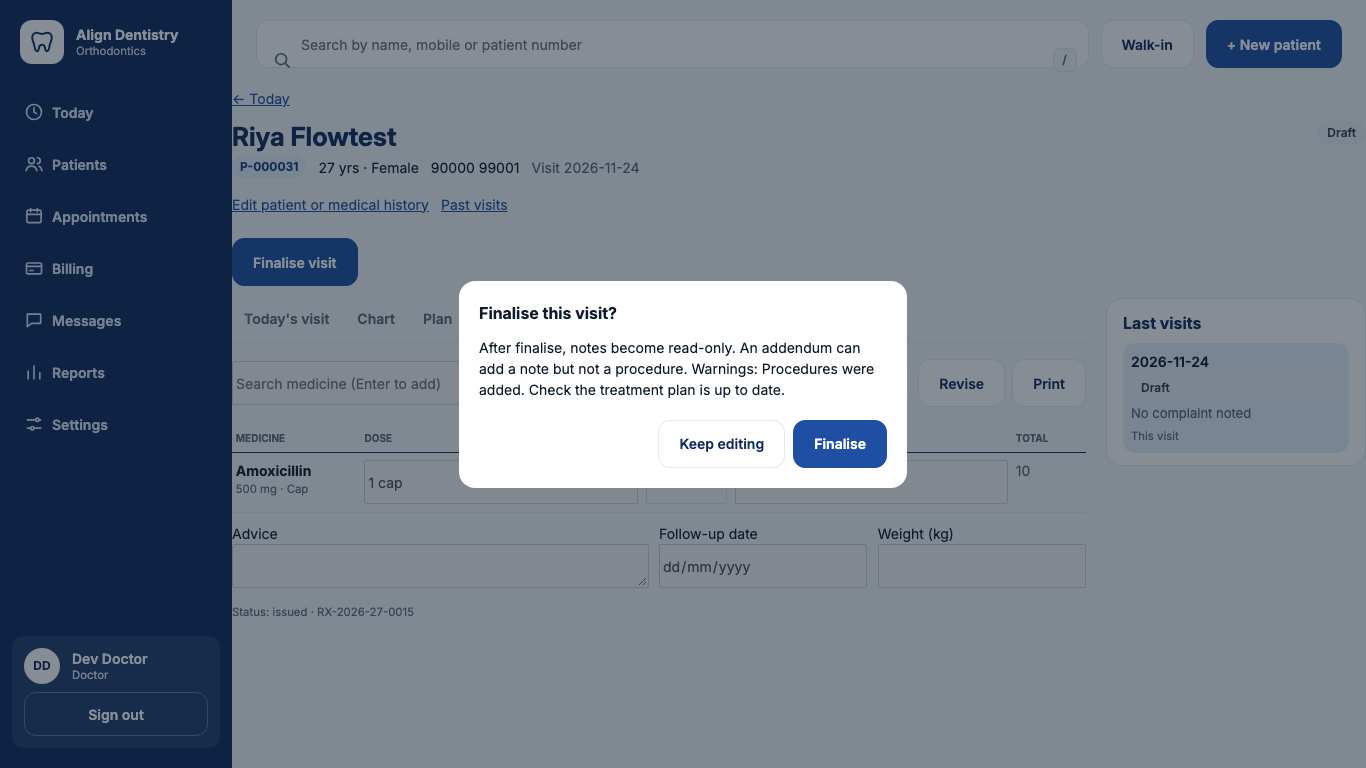 Align Dentistry
Orthodontics
Today
Patients
Appointments
Billing
Messages
Reports
Settings
DD
Dev Doctor
Doctor
Sign out
Search by name, mobile or patient number
/
Walk-in
+ New patient
← Today
Riya Flowtest
Draft
P-000031 27 yrs · Female 90000 99001 Visit 2026-11-24
Edit patient or medical history Past visits
Finalise visit
Today's visit Chart Plan
Search medicine (Enter to add)
Revise Print
MEDICINE DOSE TOTAL
Amoxicillin
500 mg · Cap
1 cap
10
Advice Follow-up date Weight (kg)
dd/mm/yyyy
Status: issued · RX-2026-27-0015
Last visits
2026-11-24
Draft
No complaint noted
This visit
Finalise this visit?
After finalise, notes become read-only. An addendum can
add a note but not a procedure. Warnings: Procedures were
added. Check the treatment plan is up to date.
Keep editing Finalise